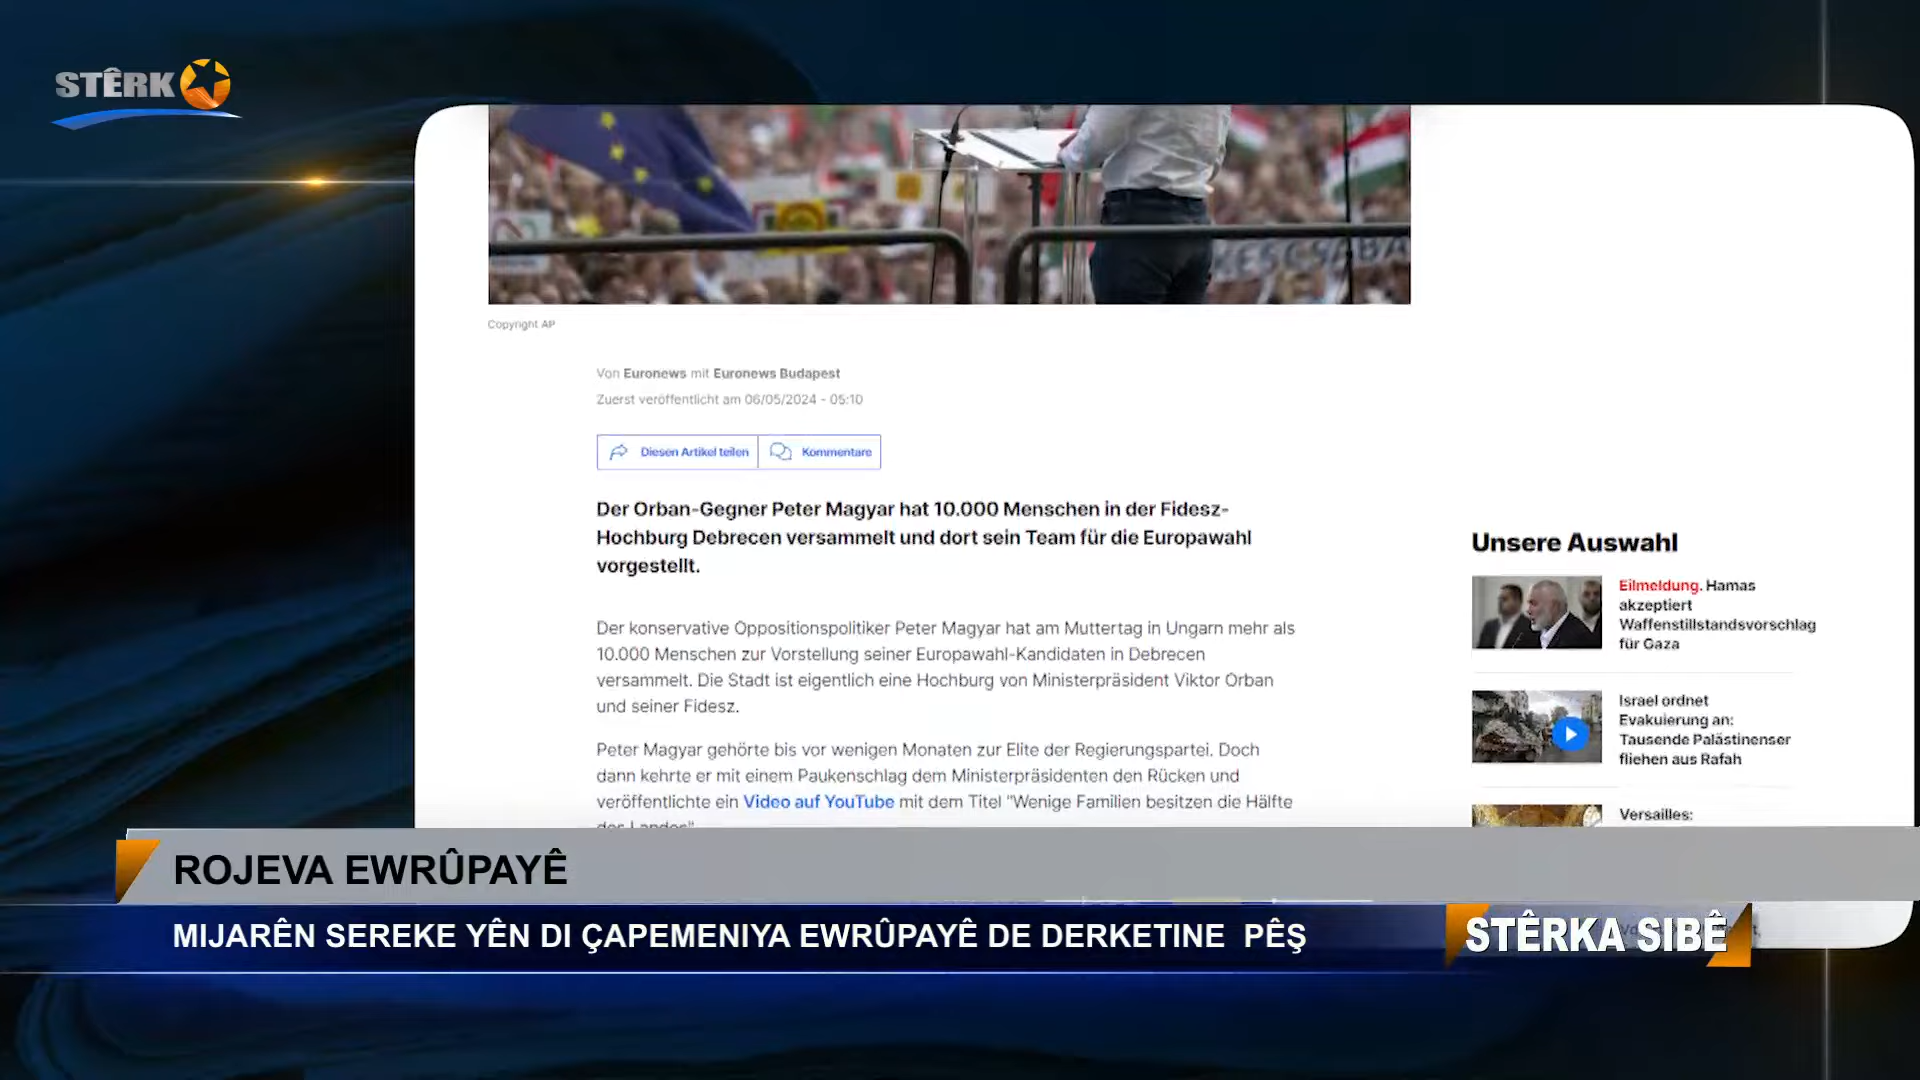 STÊRK
KESCSABA
Copyright AP
Von Euronews mit Euronews Budapest
Zuerst veröffentlicht am 06/05/2024 - 05:10
Diesen Artikel teilen
Kommentare
Der Orban-Gegner Peter Magyar hat 10.000 Menschen in der Fidesz-
Hochburg Debrecen versammelt und dort sein Team für die Europawahl
vorgestellt.
Der konservative Oppositionspolitiker Peter Magyar hat am Muttertag in Ungarn mehr als
10.000 Menschen zur Vorstellung seiner Europawahl-Kandidaten in Debrecen
versammelt. Die Stadt ist eigentlich eine Hochburg von Ministerpräsident Viktor Orban
und seiner Fidesz.
Peter Magyar gehörte bis vor wenigen Monaten zur Elite der Regierungspartei. Doch
dann kehrte er mit einem Paukenschlag dem Ministerpräsidenten den Rücken und
veröffentlichte ein Video auf YouTube mit dem Titel "Wenige Familien besitzen die Hälfte
des Landes"
Unsere Auswahl
Eilmeldung. Hamas
akzeptiert
Waffenstillstandsvorschlag
für Gaza
Israel ordnet
Evakuierung an:
Tausende Palästinenser
fliehen aus Rafah
Versailles:
ROJEVA EWRÛPAYÊ
MIJARÊN SEREKE YÊN DI ÇAPEMENIYA EWRÛPAYÊ DE DERKETINE PÊŞ
STÊRKA SIBÊ